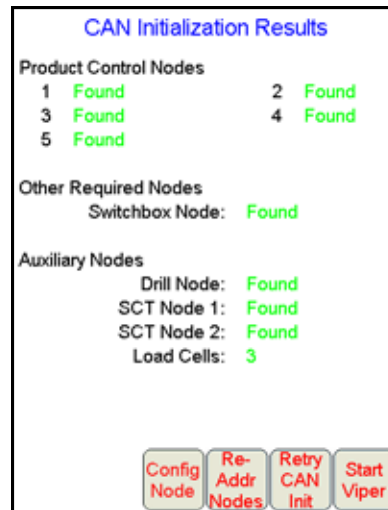 CAN Initialization Results
Product Control Nodes
1 Found 2 Found
3 Found 4 Found
5 Found
Other Required Nodes
Switchbox Node: Found
Auxiliary Nodes
Drill Node: Found
SCT Node 1: Found
SCT Node 2: Found
Load Cells: 3
Config
Node
Re-
Addr
Nodes
Retry
CAN
Init
Start
Viper